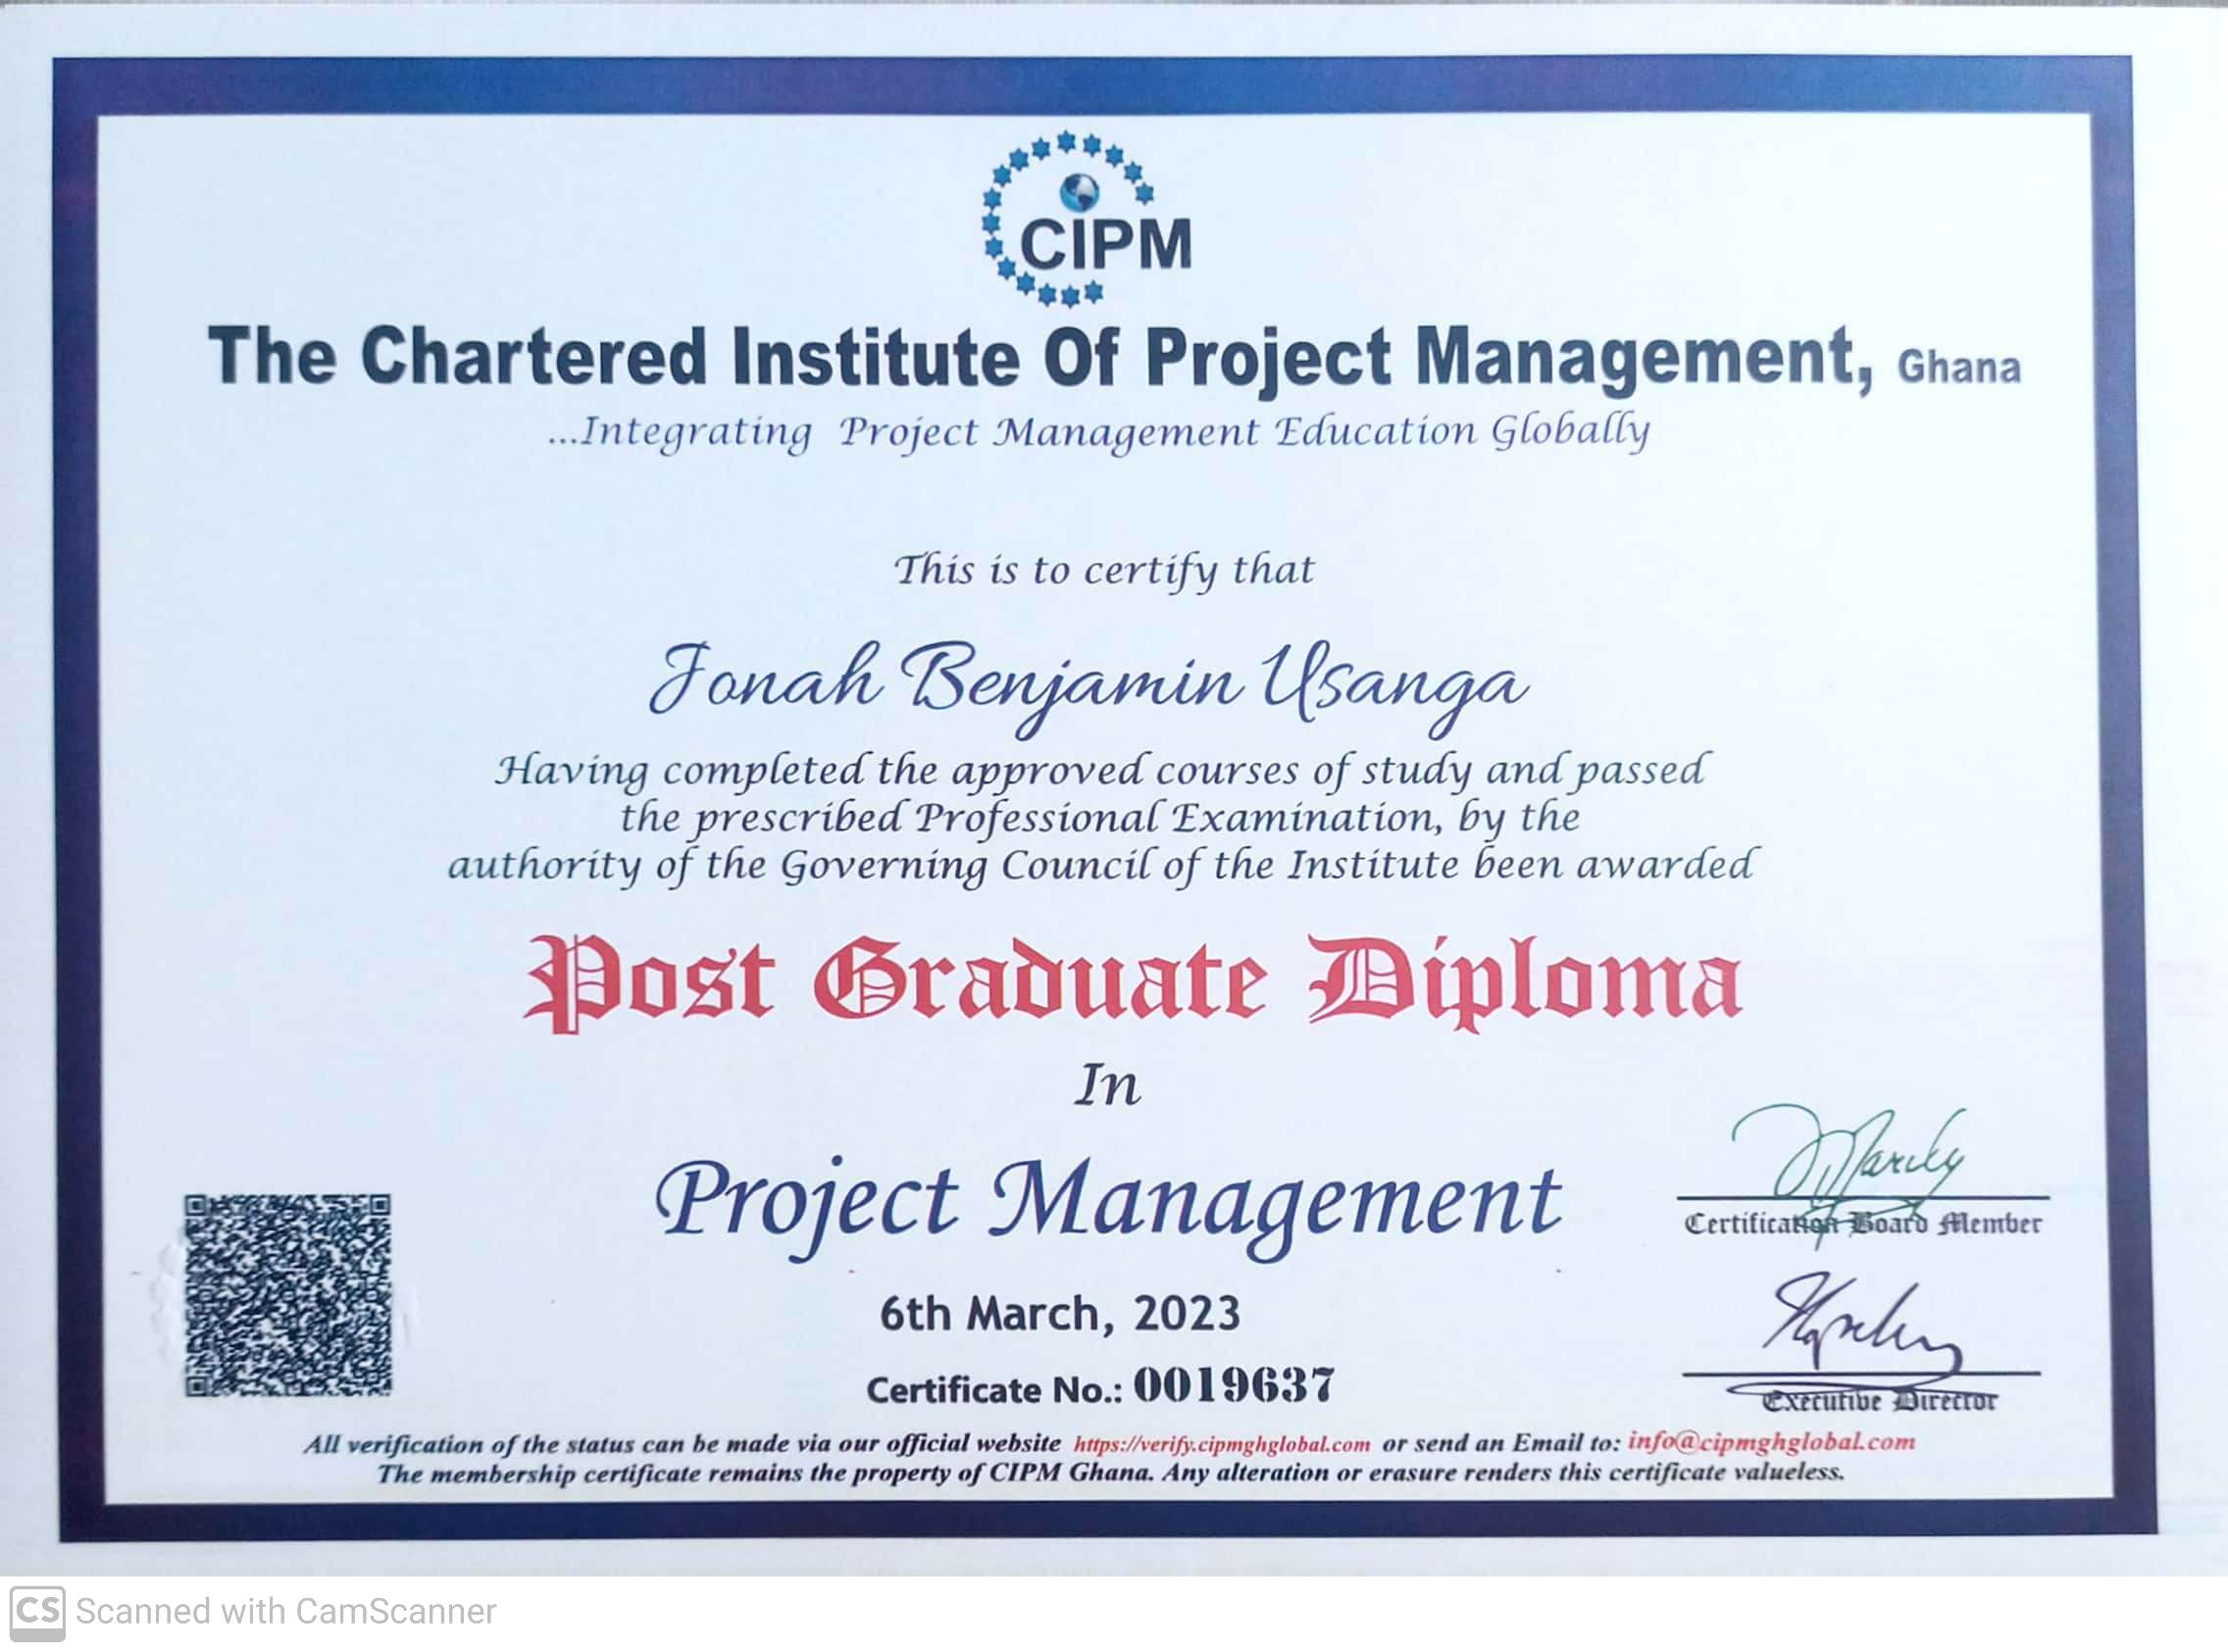 CIPM
The Chartered Institute Of Project Management, Ghana
...Integrating Project Management Education Globally
This is to certify that
Jonah Benjamin Usanga
Having completed the approved courses of study and passed
the prescribed Professional Examination, by the
authority of the Governing Council of the Institute been awarded
Post Graduate Diploma
In
Project Management
Certification Board Member
6th March, 2023
Certificate No.: 0019637
Executive Director
All verification of the status can be made via our official website https://verify.cipmghglobal.com or send an Email to: info@cipmghglobal.com
The membership certificate remains the property of CIPM Ghana. Any alteration or erasure renders this certificate valueless.
CS Scanned with CamScanner